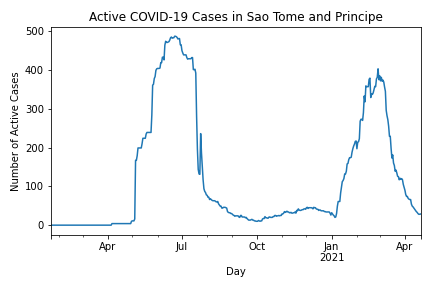 Active COVID-19 Cases in Sao Tome and Principe
Number of Active Cases
500
400
300
200
100
0
Apr
Jul
Oct
Jan
2021
Apr
Day